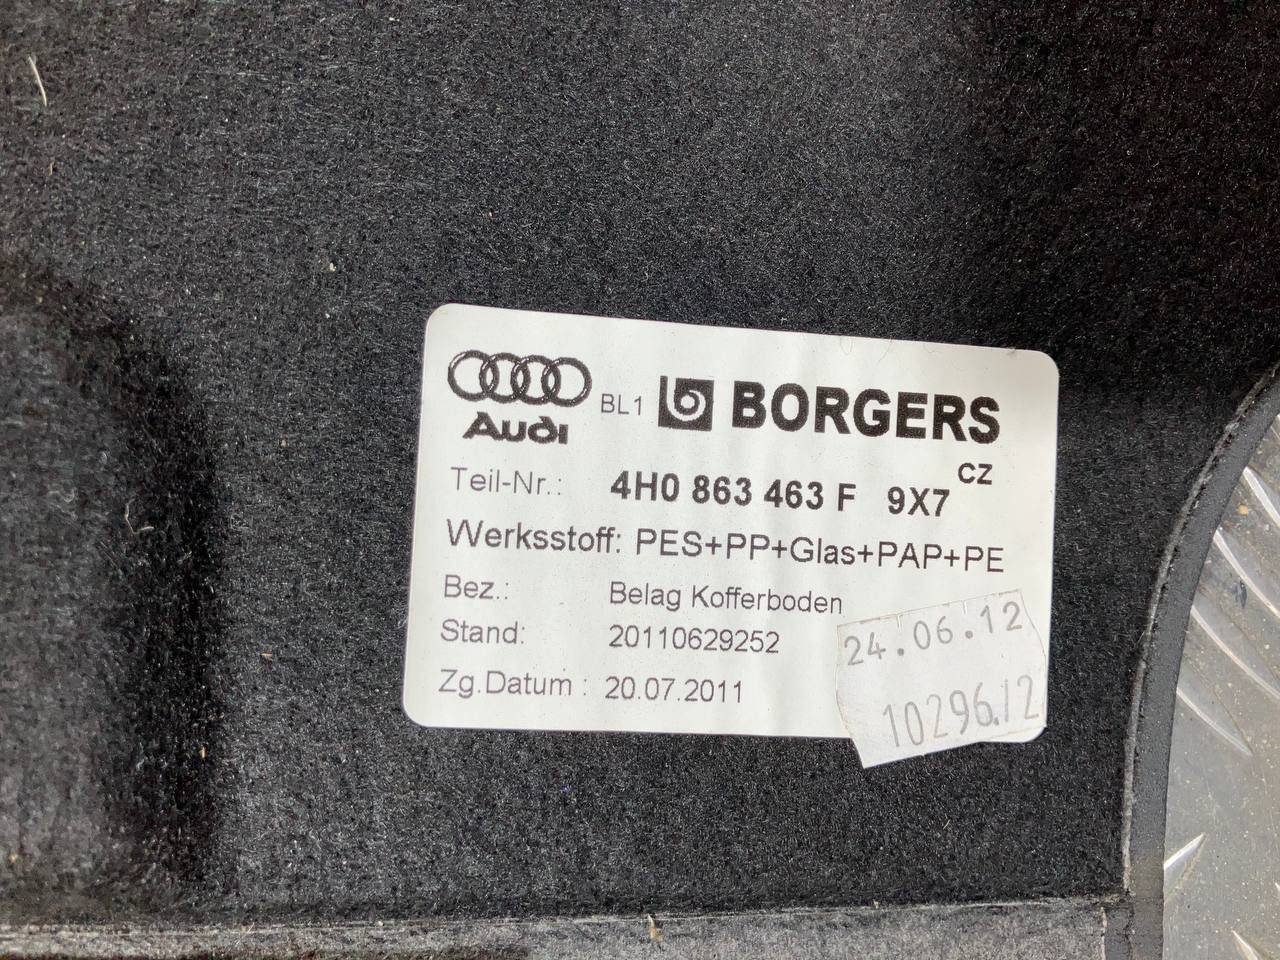 Audi BL1 BORGERS
CZ
Teil-Nr.: 4H0 863 463 F 9X7
Werksstoff: PES+PP+Glas+PAP+PE
Bez.: Belag Kofferboden
Stand: 20110629252
Zg.Datum : 20.07.2011
24.06.12
10296.12